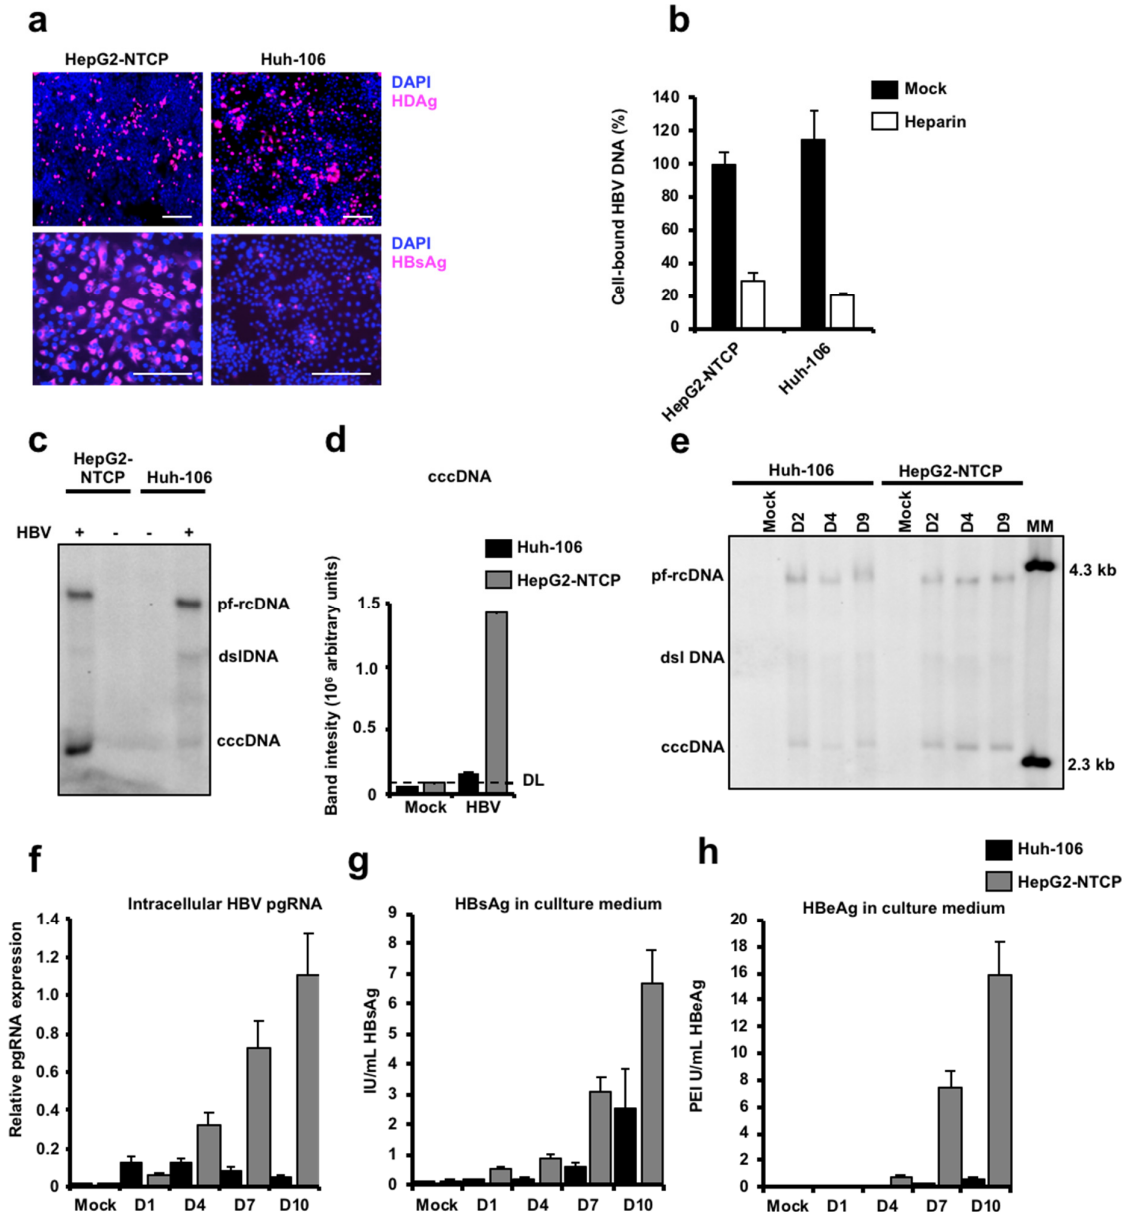 a
HepG2-NTCP
Huh-106
DAPI
HDAg
DAPI
HBsAg
b
Mock
Heparin
Cell-bound HBV DNA (%)
140
120
100
80
60
40
20
0
HepG2-NTCP
Huh-106
c
HepG2-
NTCP
Huh-106
HBV + - - +
pf-rcDNA
dslDNA
cccDNA
d
cccDNA
Huh-106
HepG2-NTCP
Band intesity (10⁶ arbitrary units)
1.5
1.0
0.5
0
DL
Mock HBV
e
Huh-106
HepG2-NTCP
Mock D2 D4 D9 Mock D2 D4 D9 MM
pf-rcDNA
dsl DNA
cccDNA
4.3 kb
2.3 kb
f
Intracellular HBV pgRNA
Relative pgRNA expression
1.4
1.2
1.0
0.8
0.6
0.4
0.2
0
Mock D1 D4 D7 D10
g
HBsAg in cullture medium
IU/mL HBsAg
9
8
7
6
5
4
3
2
1
0
Mock D1 D4 D7 D10
h
Huh-106
HepG2-NTCP
HBeAg in culture medium
PEI U/mL HBeAg
20
18
16
14
12
10
8
6
4
2
0
Mock D1 D4 D7 D10